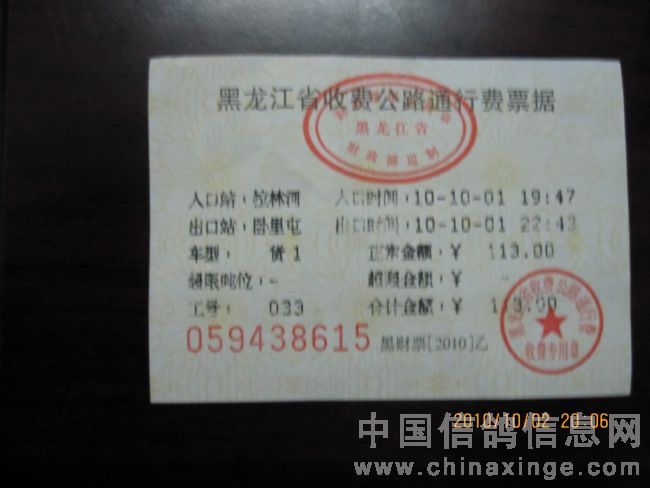 黑龙江省收费公路通行费票据
黑龙江省
财政部监制
入口站：拉林河 入口时间：10-10-01 19:47
出口站：卧里屯 出口时间：10-10-01 22:43
车型： 货1 正常金额：¥ 113.00
超限吨位：- 超限金额：¥
工号： 033 合计金额：¥ 113.00
059438615 黑财票[2010]乙
收费专用章
2010/10/02 20:06
中国信鸽信息网
www.chinaxinge.com